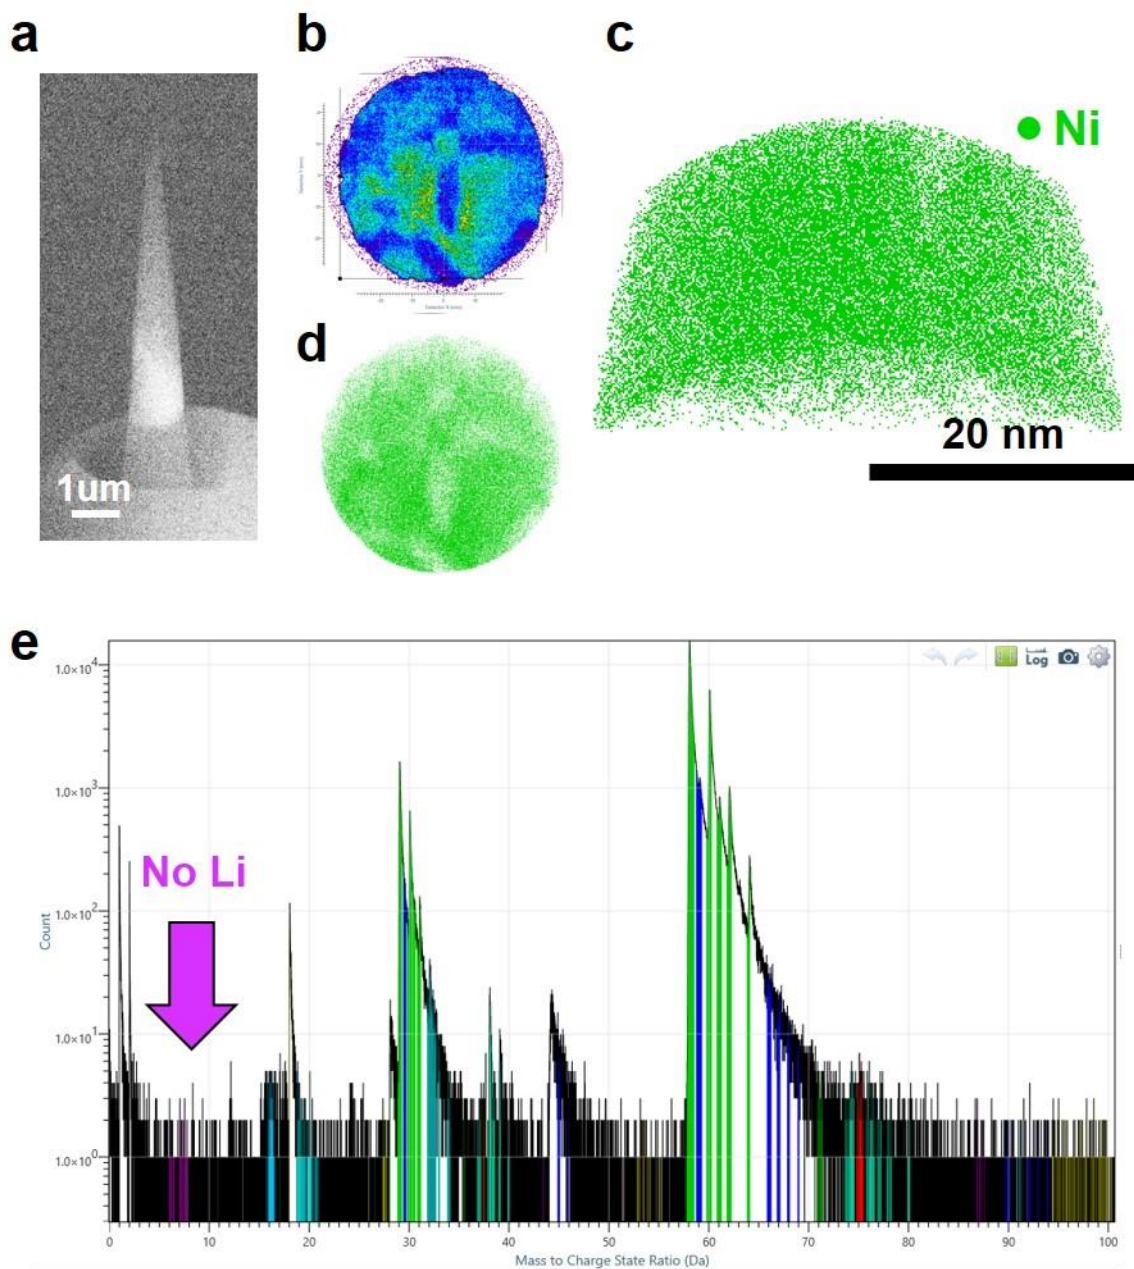 a
b
c
Ni
1um
d
20 nm
e
Log
No Li
1.0×10⁴
1.0×10³
1.0×10²
1.0×10¹
1.0×10⁰
Count
0 10 20 30 40 50 60 70 80 90 100
Mass to Charge State Ratio (Da)